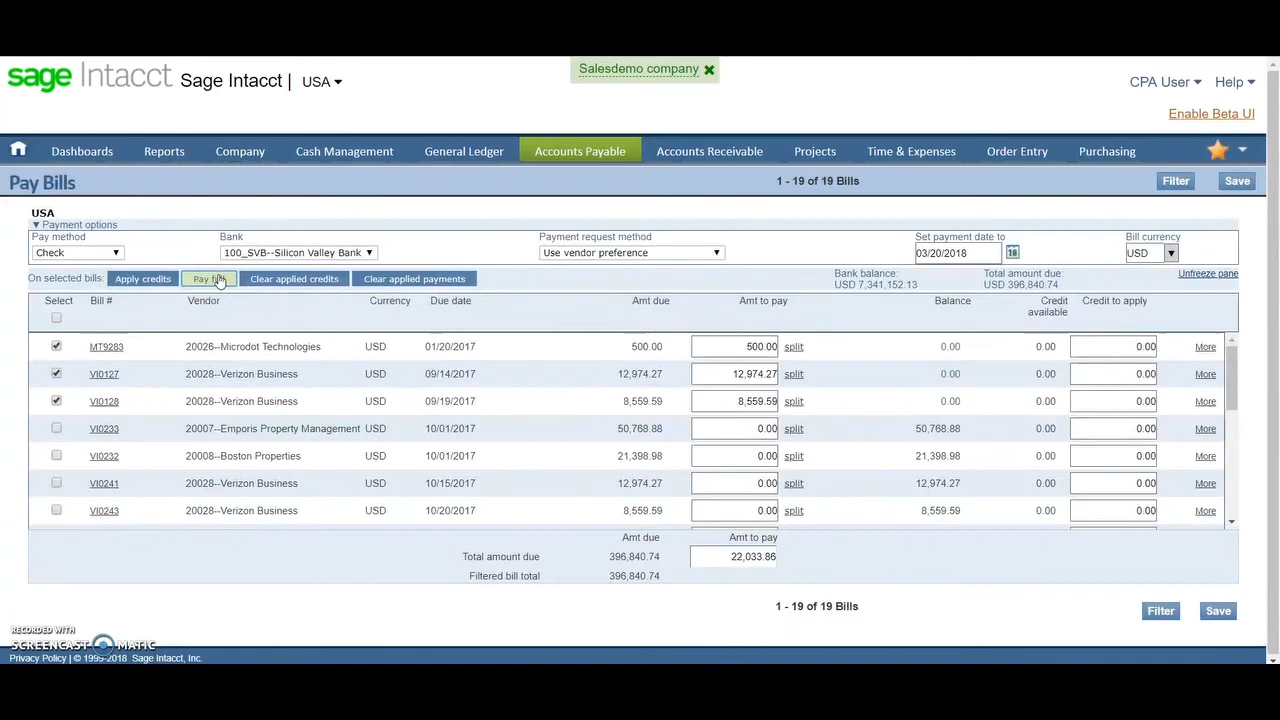 sage Intacct Sage Intacct | USA
Salesdemo company
CPA User Help
Enable Beta UI
Dashboards Reports Company Cash Management General Ledger Accounts Payable Accounts Receivable Projects Time & Expenses Order Entry Purchasing
Pay Bills 1 - 19 of 19 Bills Filter Save
USA
Payment options
Pay method Bank Payment request method Set payment date to Bill currency
Check 100_SVB--Silicon Valley Bank Use vendor preference 03/20/2018 18 USD
On selected bills: Apply credits Pay Clear applied credits Clear applied payments Bank balance: Total amount due: Unfreeze pane
USD 7,341,152.13 USD 396,840.74
Select Bill # Vendor Currency Due date Amt due Amt to pay Balance Credit available Credit to apply
MT9283 20026--Microdot Technologies USD 01/20/2017 500.00 500.00 split 0.00 0.00 0.00 More
VI0127 20028--Verizon Business USD 09/14/2017 12,974.27 12,974.27 split 0.00 0.00 0.00 More
VI0128 20028--Verizon Business USD 09/19/2017 8,559.59 8,559.59 split 0.00 0.00 0.00 More
VI0233 20007--Emporis Property Management USD 10/01/2017 50,768.88 0.00 split 50,768.88 0.00 0.00 More
VI0232 20008--Boston Properties USD 10/01/2017 21,398.98 0.00 split 21,398.98 0.00 0.00 More
VI0241 20028--Verizon Business USD 10/15/2017 12,974.27 0.00 split 12,974.27 0.00 0.00 More
VI0243 20028--Verizon Business USD 10/20/2017 8,559.59 0.00 split 8,559.59 0.00 0.00 More
Amt due Amt to pay
Total amount due 396,840.74 22,033.86
Filtered bill total 396,840.74
1 - 19 of 19 Bills Filter Save
RECORDED WITH
SCREENCAST MATIC
Privacy Policy | © 1999-2018 Sage Intacct, Inc.